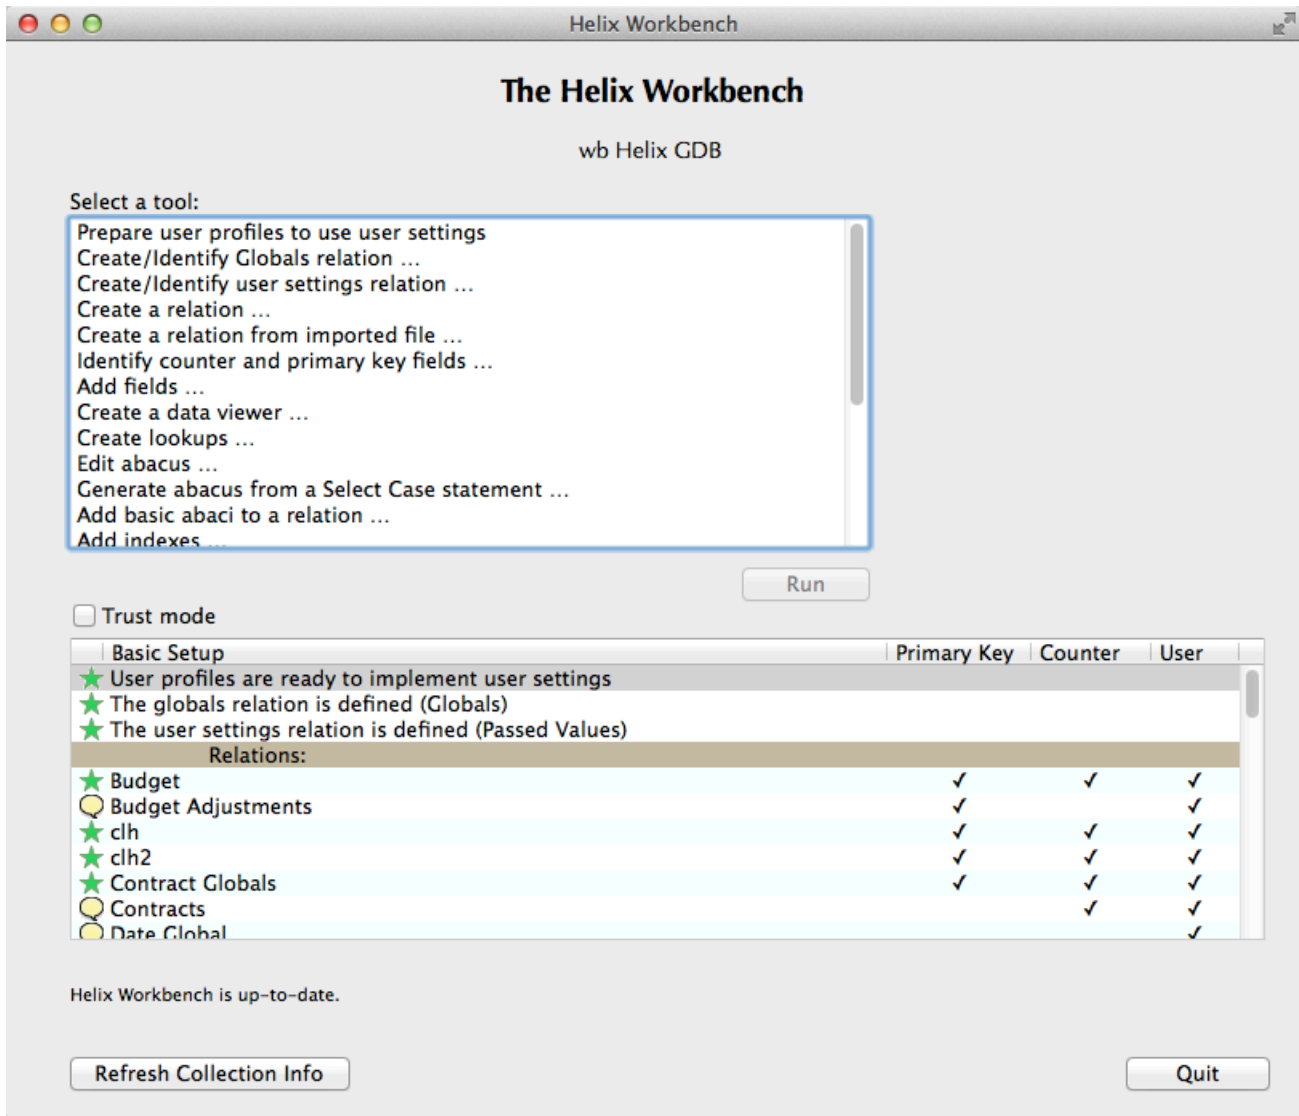 Helix Workbench
The Helix Workbench
wb Helix GDB
Select a tool:
Prepare user profiles to use user settings
Create/Identify Globals relation ...
Create/Identify user settings relation ...
Create a relation ...
Create a relation from imported file ...
Identify counter and primary key fields ...
Add fields ...
Create a data viewer ...
Create lookups ...
Edit abacus ...
Generate abacus from a Select Case statement ...
Add basic abaci to a relation ...
Add indexes ...
Run
Trust mode
Basic Setup Primary Key Counter User
User profiles are ready to implement user settings
The globals relation is defined (Globals)
The user settings relation is defined (Passed Values)
Relations:
Budget ✓ ✓ ✓
Budget Adjustments ✓ ✓
clh ✓ ✓ ✓
clh2 ✓ ✓ ✓
Contract Globals ✓ ✓ ✓
Contracts ✓ ✓
Date Global ✓
Helix Workbench is up-to-date.
Refresh Collection Info Quit